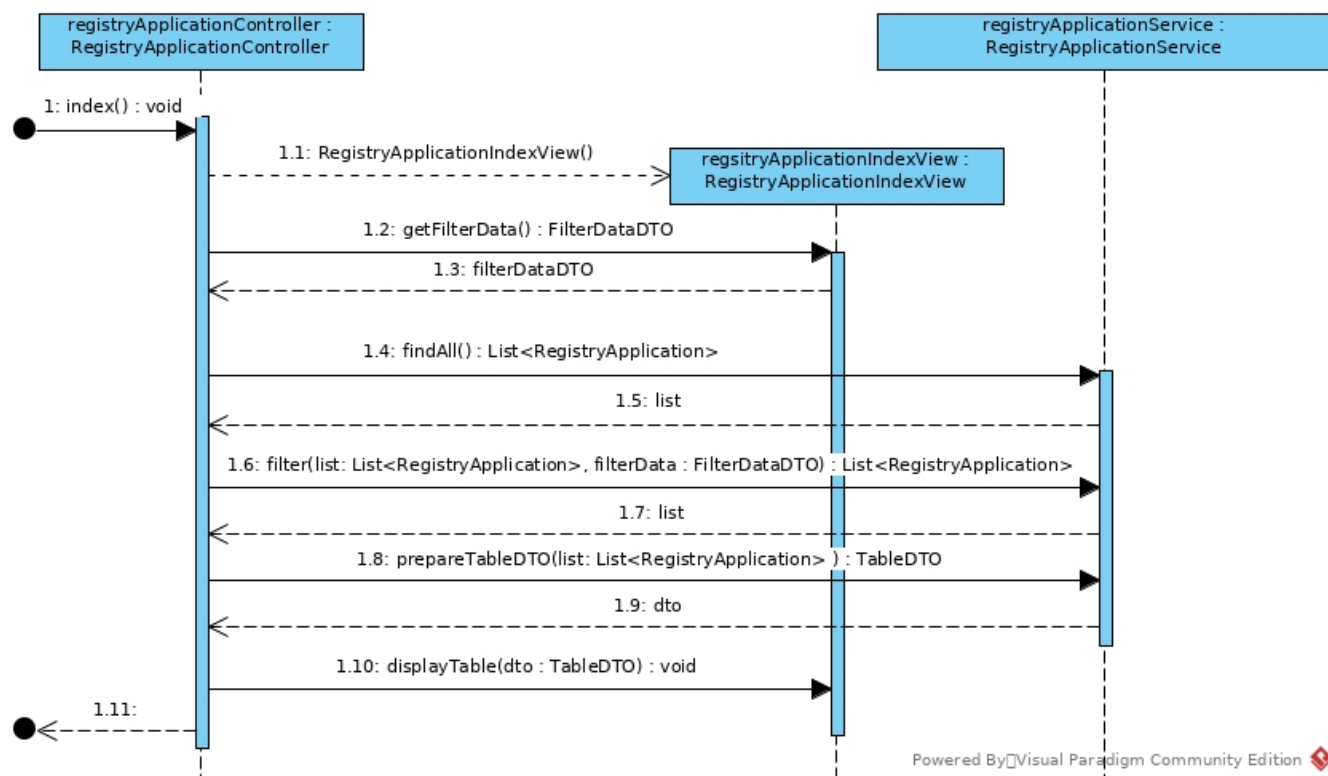 registryApplicationController :
RegistryApplicationController
registryApplicationService :
RegistryApplicationService
1: index() : void
1.1: RegistryApplicationIndexView()
regsitryApplicationIndexView :
RegistryApplicationIndexView
1.2: getFilterData() : FilterDataDTO
1.3: filterDataDTO
1.4: findAll() : List<RegistryApplication>
1.5: list
1.6: filter(list: List<RegistryApplication>, filterData : FilterDataDTO) : List<RegistryApplication>
1.7: list
1.8: prepareTableDTO(list: List<RegistryApplication> ) : TableDTO
1.9: dto
1.10: displayTable(dto : TableDTO) : void
1.11:
Powered By▯Visual Paradigm Community Edition